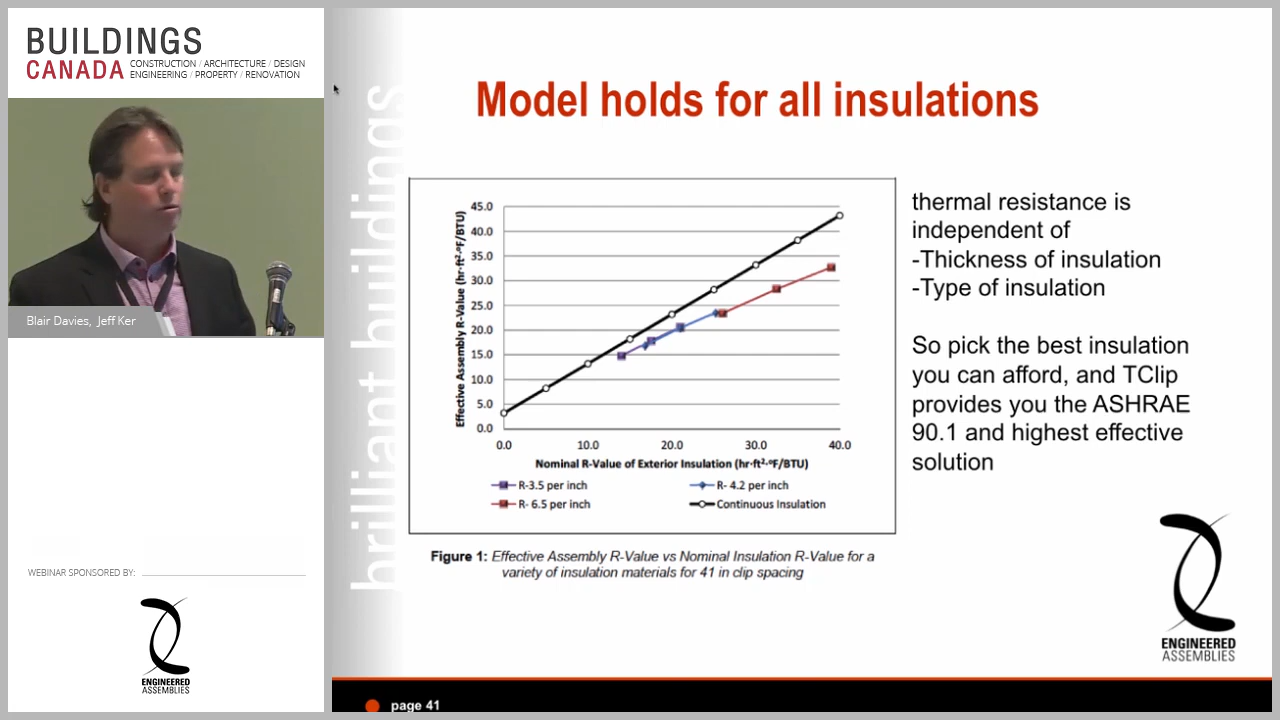 BUILDINGS
CANADA
CONSTRUCTION / ARCHITECTURE / DESIGN
ENGINEERING / PROPERTY / RENOVATION
Blair Davies, Jeff Ker
WEBINAR SPONSORED BY:
ENGINEERED
ASSEMBLIES
brilliant buildings
Model holds for all insulations
Effective Assembly R-Value (hr·ft²·ºF/BTU)
45.0
40.0
35.0
30.0
25.0
20.0
15.0
10.0
5.0
0.0
0.0 10.0 20.0 30.0 40.0
Nominal R-Value of Exterior Insulation (hr·ft²·ºF/BTU)
R-3.5 per inch R- 4.2 per inch
R- 6.5 per inch Continuous Insulation
Figure 1: Effective Assembly R-Value vs Nominal Insulation R-Value for a
variety of insulation materials for 41 in clip spacing
thermal resistance is
independent of
-Thickness of insulation
-Type of insulation
So pick the best insulation
you can afford, and TClip
provides you the ASHRAE
90.1 and highest effective
solution
ENGINEERED
ASSEMBLIES
page 41